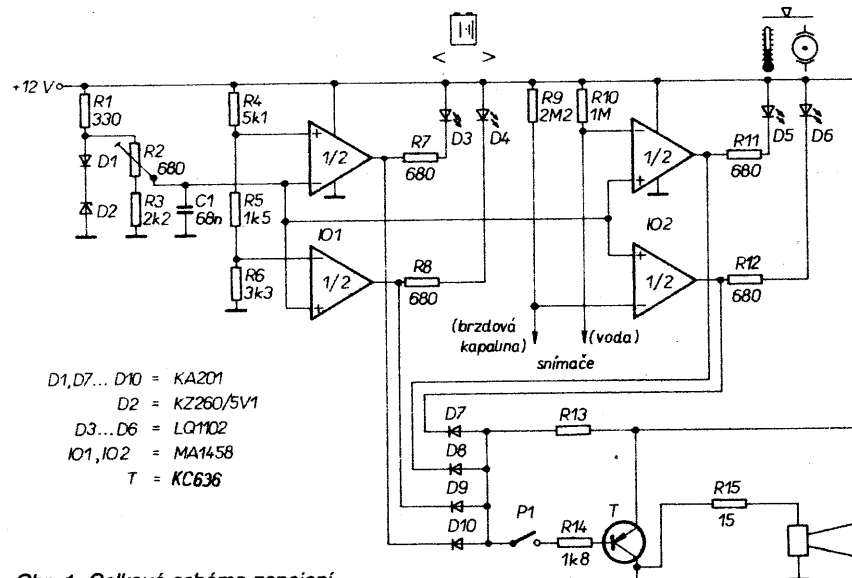 +12 V
R1
330
D1
D2
R2
680
R3
2k2
C1
68n
R4
5k1
R5
1k5
R6
3k3
1/2
1/2
IO1
R7
680
R8
680
D3
D4
< >
R9
2M2
R10
1M
1/2
1/2
IO2
R11
680
R12
680
D5
D6
(brzdová
kapalina)
(voda)
snímače
D1,D7... D10 = KA201
D2 = KZ260/5V1
D3...D6 = LQ1102
IO1,IO2 = MA1458
T = KC636
D7
D8
D9
D10
R13
P1
R14
1k8
T
R15
15